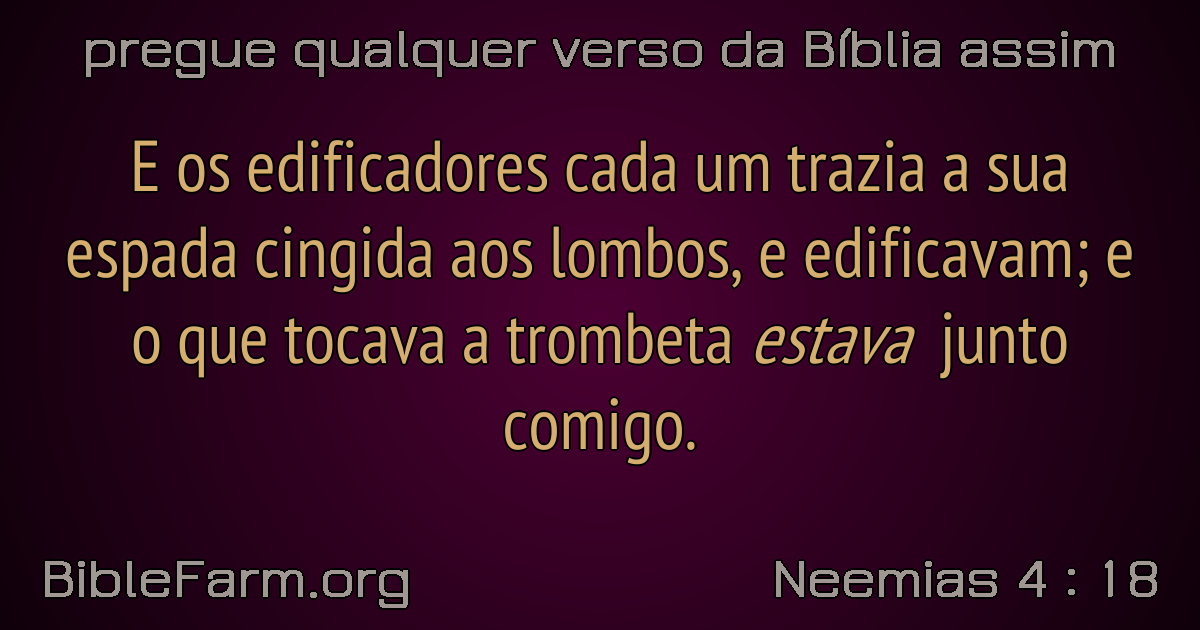 pregue qualquer verso da Bíblia assim
E os edificadores cada um trazia a sua
espada cingida aos lombos, e edificavam; e
o que tocava a trombeta estava junto
comigo.
BibleFarm.org
Neemias 4 : 18